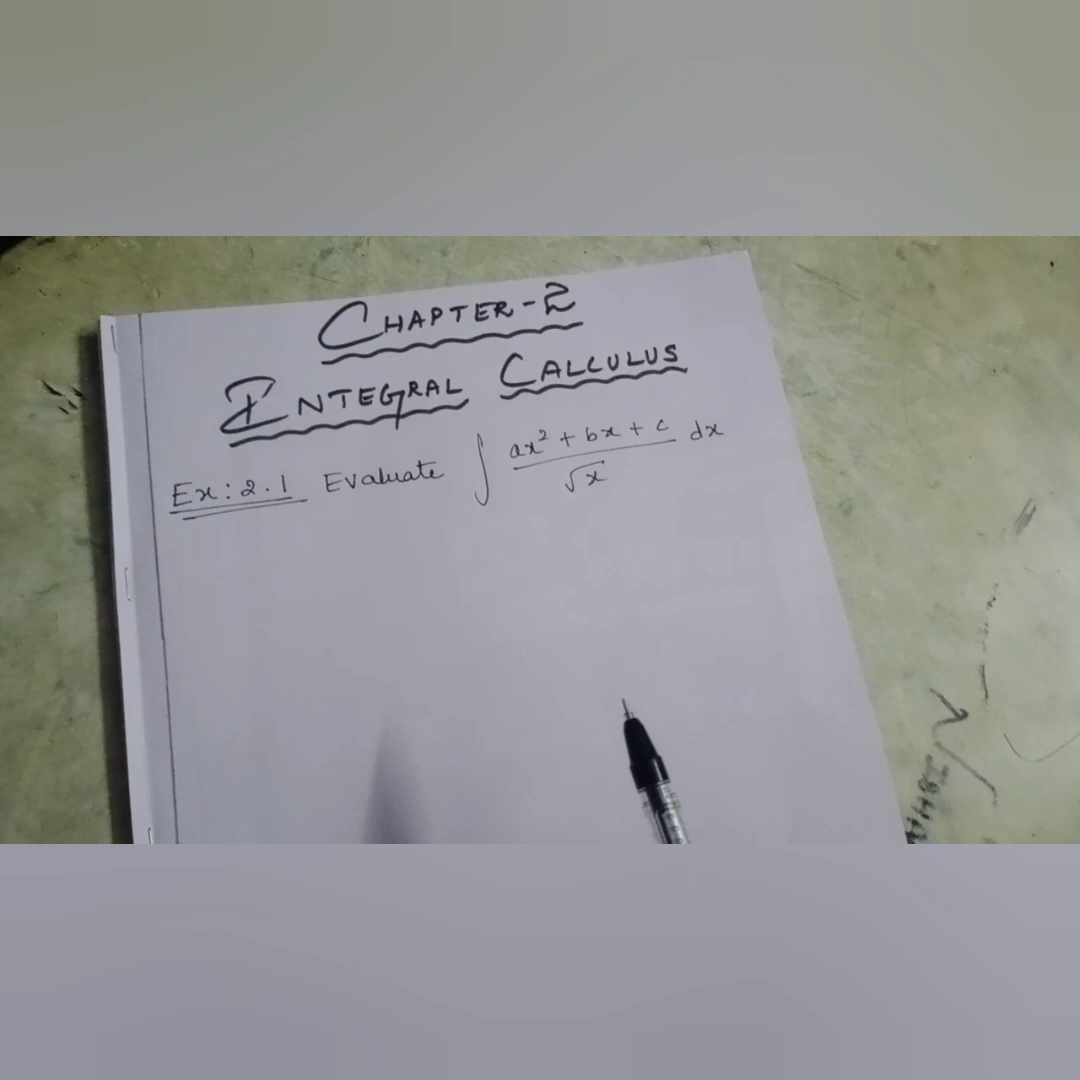 CHAPTER-2
INTEGRAL CALCULUS
Ex: 2.1 Evaluate ∫ (ax² + bx + c)/√x dx